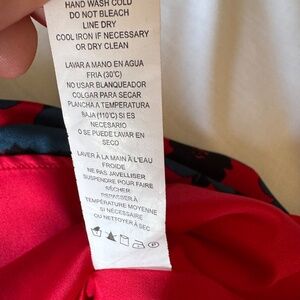 HAND WASH COLD
DO NOT BLEACH
LINE DRY
COOL IRON IF NECESSARY
OR DRY CLEAN
LAVAR A MANO EN AGUA
FRIA (30°C)
NO USAR BLANQUEADOR
COLGAR PARA SECAR
PLANCHA A TEMPERATURA
BAJA (110°C) SI ES
NECESARIO
O SE PUEDE LAVAR EN
SECO
LAVER À LA MAIN À L'EAU
FROIDE
NE PAS JAVELLISER
SUSPENDRE POUR FAIRE
SÉCHER
REPASSER À
TEMPÉRATURE MOYENNE
SI NÉCESSAIRE
OU NETTOYER À SEC